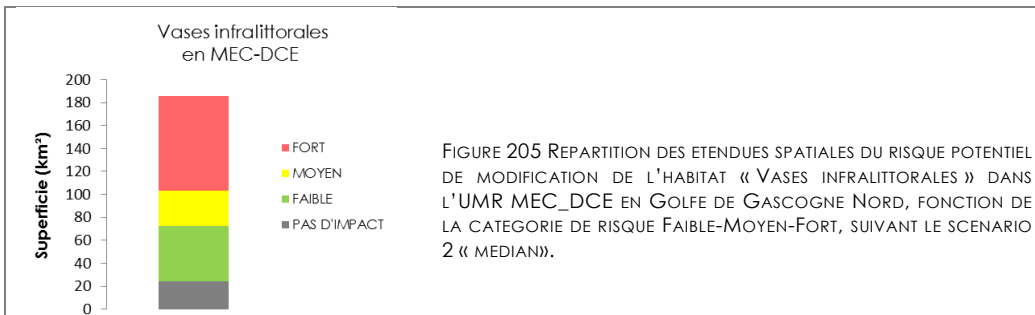 Vases infralittorales
en MEC-DCE
Superficie (km²)
200
180
160
140
120
100
80
60
40
20
0
FORT
MOYEN
FAIBLE
PAS D'IMPACT
FIGURE 205 REPARTITION DES ETENDUES SPATIALES DU RISQUE POTENTIEL
DE MODIFICATION DE L'HABITAT « VASES INFRALITTORALES » DANS
L'UMR MEC_DCE EN GOLFE DE GASCOGNE NORD, FONCTION DE
LA CATEGORIE DE RISQUE FAIBLE-MOYEN-FORT, SUIVANT LE SCENARIO
2 « MEDIAN».